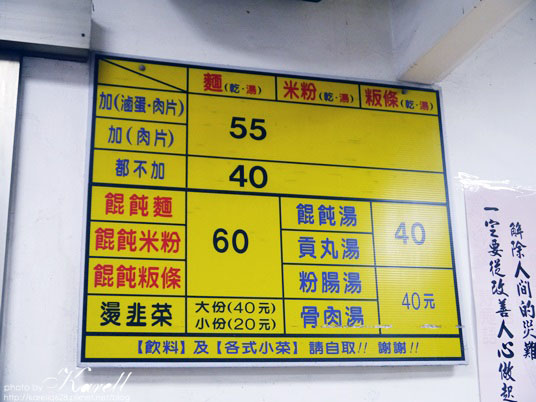 麵(乾·湯) 米粉(乾·湯) 粄條(乾·湯)
加(滷蛋·肉片)
加(肉片) 55
都不加 40
餛飩麵
餛飩米粉 60
餛飩粄條
餛飩湯
貢丸湯 40
粉腸湯
骨肉湯 40元
燙韭菜 大份(40元)
小份(20元)
【飲料】及【各式小菜】請自取!! 謝謝!!
解除人間的災難
一定要從改善人心做起
photo by Karell